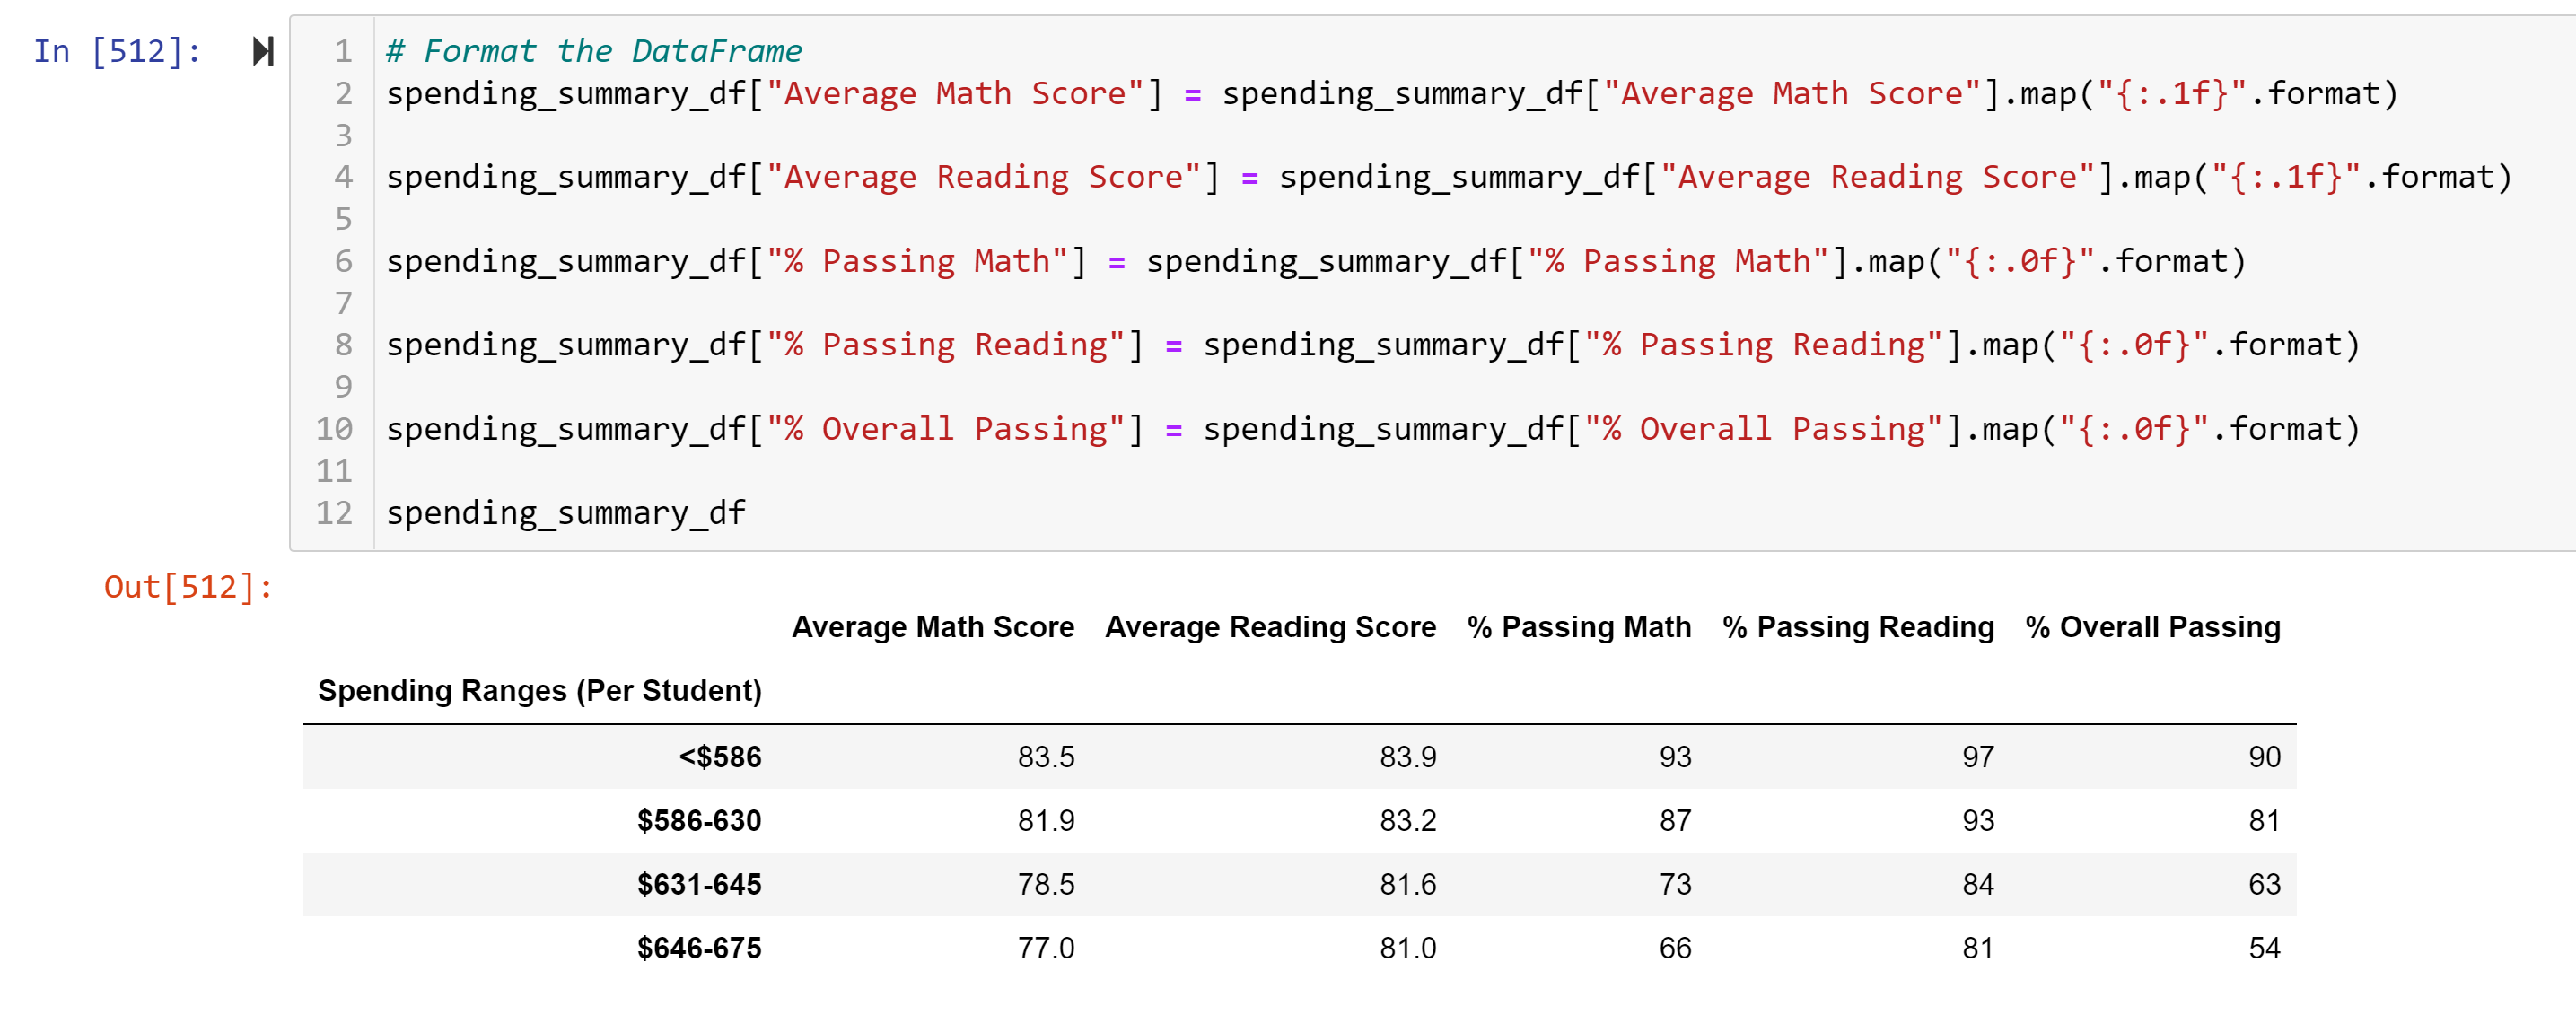 In [512]:
1 # Format the DataFrame
2 spending_summary_df["Average Math Score"] = spending_summary_df["Average Math Score"].map("{:.1f}".format)
3
4 spending_summary_df["Average Reading Score"] = spending_summary_df["Average Reading Score"].map("{:.1f}".format)
5
6 spending_summary_df["% Passing Math"] = spending_summary_df["% Passing Math"].map("{:.0f}".format)
7
8 spending_summary_df["% Passing Reading"] = spending_summary_df["% Passing Reading"].map("{:.0f}".format)
9
10 spending_summary_df["% Overall Passing"] = spending_summary_df["% Overall Passing"].map("{:.0f}".format)
11
12 spending_summary_df
Out[512]:
Average Math Score Average Reading Score % Passing Math % Passing Reading % Overall Passing
Spending Ranges (Per Student)
<$586 83.5 83.9 93 97 90
$586-630 81.9 83.2 87 93 81
$631-645 78.5 81.6 73 84 63
$646-675 77.0 81.0 66 81 54